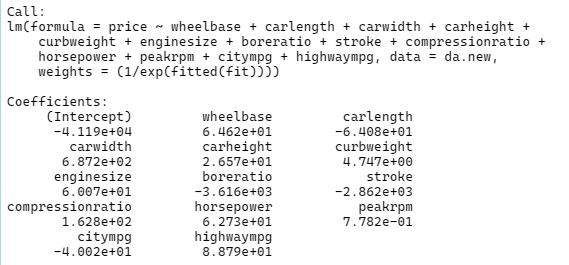 Call:
lm(formula = price ~ wheelbase + carlength + carwidth + carheight +
    curbweight + enginesize + boreratio + stroke + compressionratio +
    horsepower + peakrpm + citympg + highwaympg, data = da.new,
    weights = (1/exp(fitted(fit))))

Coefficients:
     (Intercept)         wheelbase         carlength
      -4.119e+04         6.462e+01        -6.408e+01
        carwidth         carheight        curbweight
       6.872e+02         2.657e+01         4.747e+00
      enginesize         boreratio            stroke
       6.007e+01        -3.616e+03        -2.862e+03
compressionratio        horsepower           peakrpm
       1.628e+02         6.273e+01         7.782e-01
         citympg        highwaympg
      -4.002e+01         8.879e+01